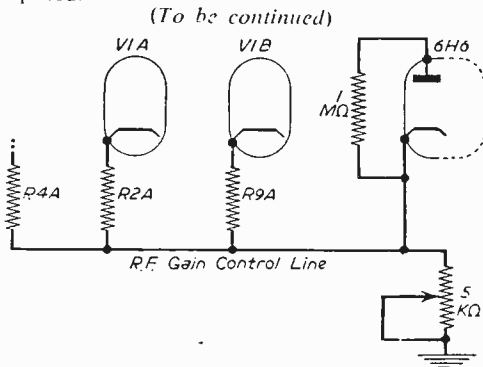 (To be continued)
V1A V1B 6H6
1 MΩ
R4A R2A R9A
R.F. Gain Control Line
5 KΩ